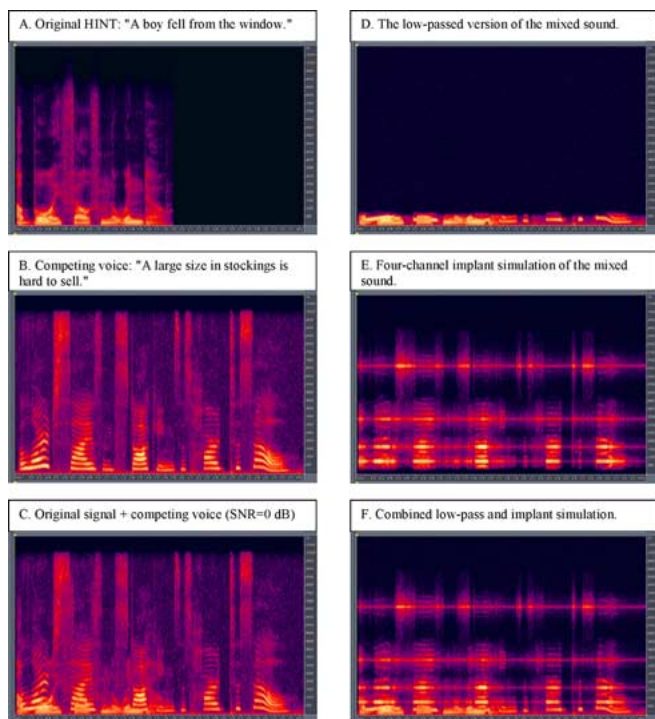 A. Original HINT: "A boy fell from the window."
D. The low-passed version of the mixed sound.
B. Competing voice: "A large size in stockings is
hard to sell."
E. Four-channel implant simulation of the mixed
sound.
C. Original signal + competing voice (SNR=0 dB)
F. Combined low-pass and implant simulation.